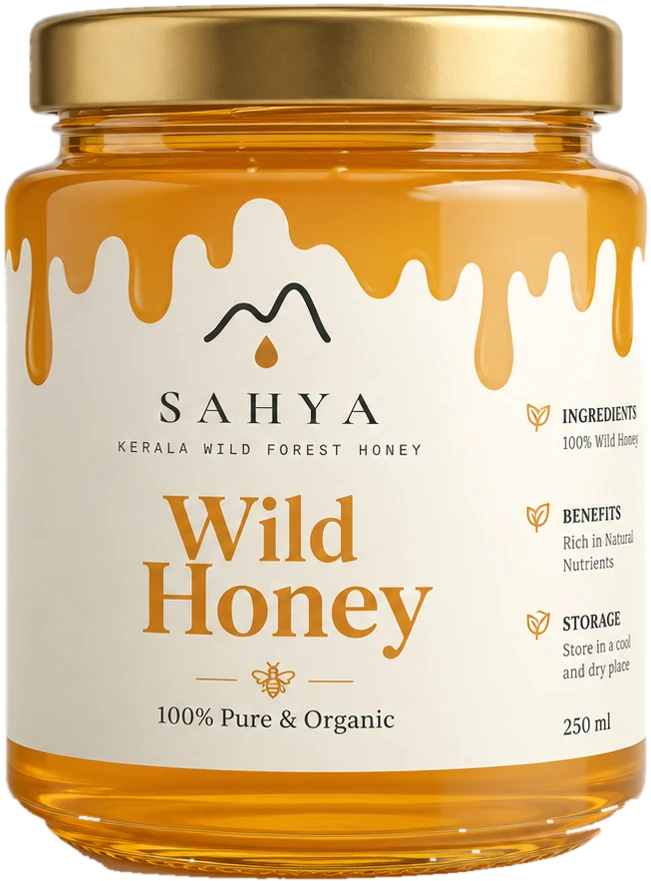 SAHYA
KERALA WILD FOREST HONEY
Wild
Honey
100% Pure & Organic
INGREDIENTS
100% Wild Honey
BENEFITS
Rich in Natural
Nutrients
STORAGE
Store in a cool
and dry place
250 ml